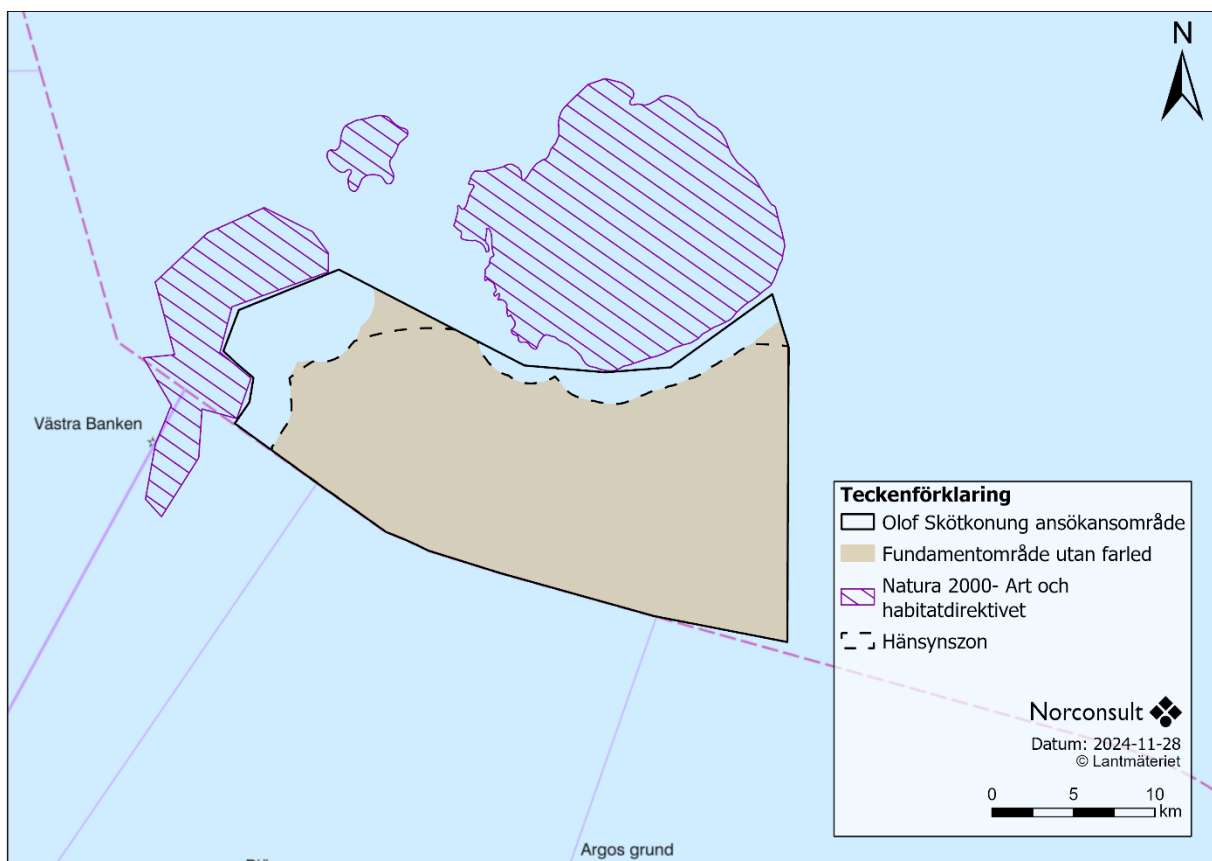 N
Västra Banken
Teckenförklaring
Olof Skötkonung ansökansområde
Fundamentområde utan farled
Natura 2000- Art och
habitatdirektivet
Hänsynszon
Norconsult
Datum: 2024-11-28
© Lantmäteriet
0 5 10
km
Argos grund